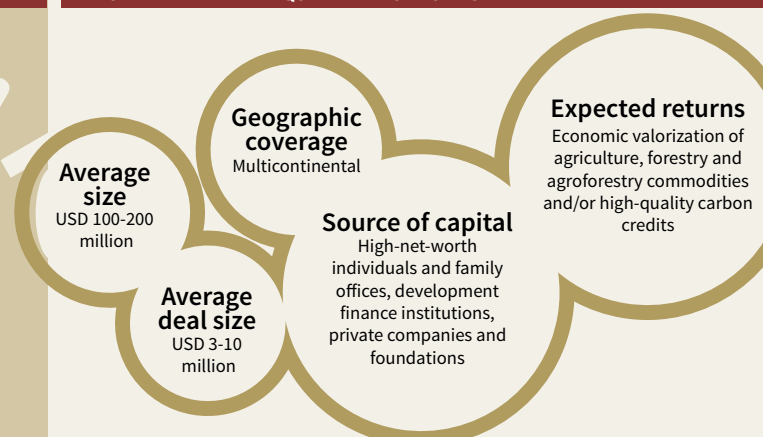 Average
size
USD 100-200
million
Geographic
coverage
Multicontinental
Average
deal size
USD 3-10
million
Source of capital
High-net-worth
individuals and family
offices, development
finance institutions,
private companies and
foundations
Expected returns
Economic valorization of
agriculture, forestry and
agroforestry commodities
and/or high-quality carbon
credits